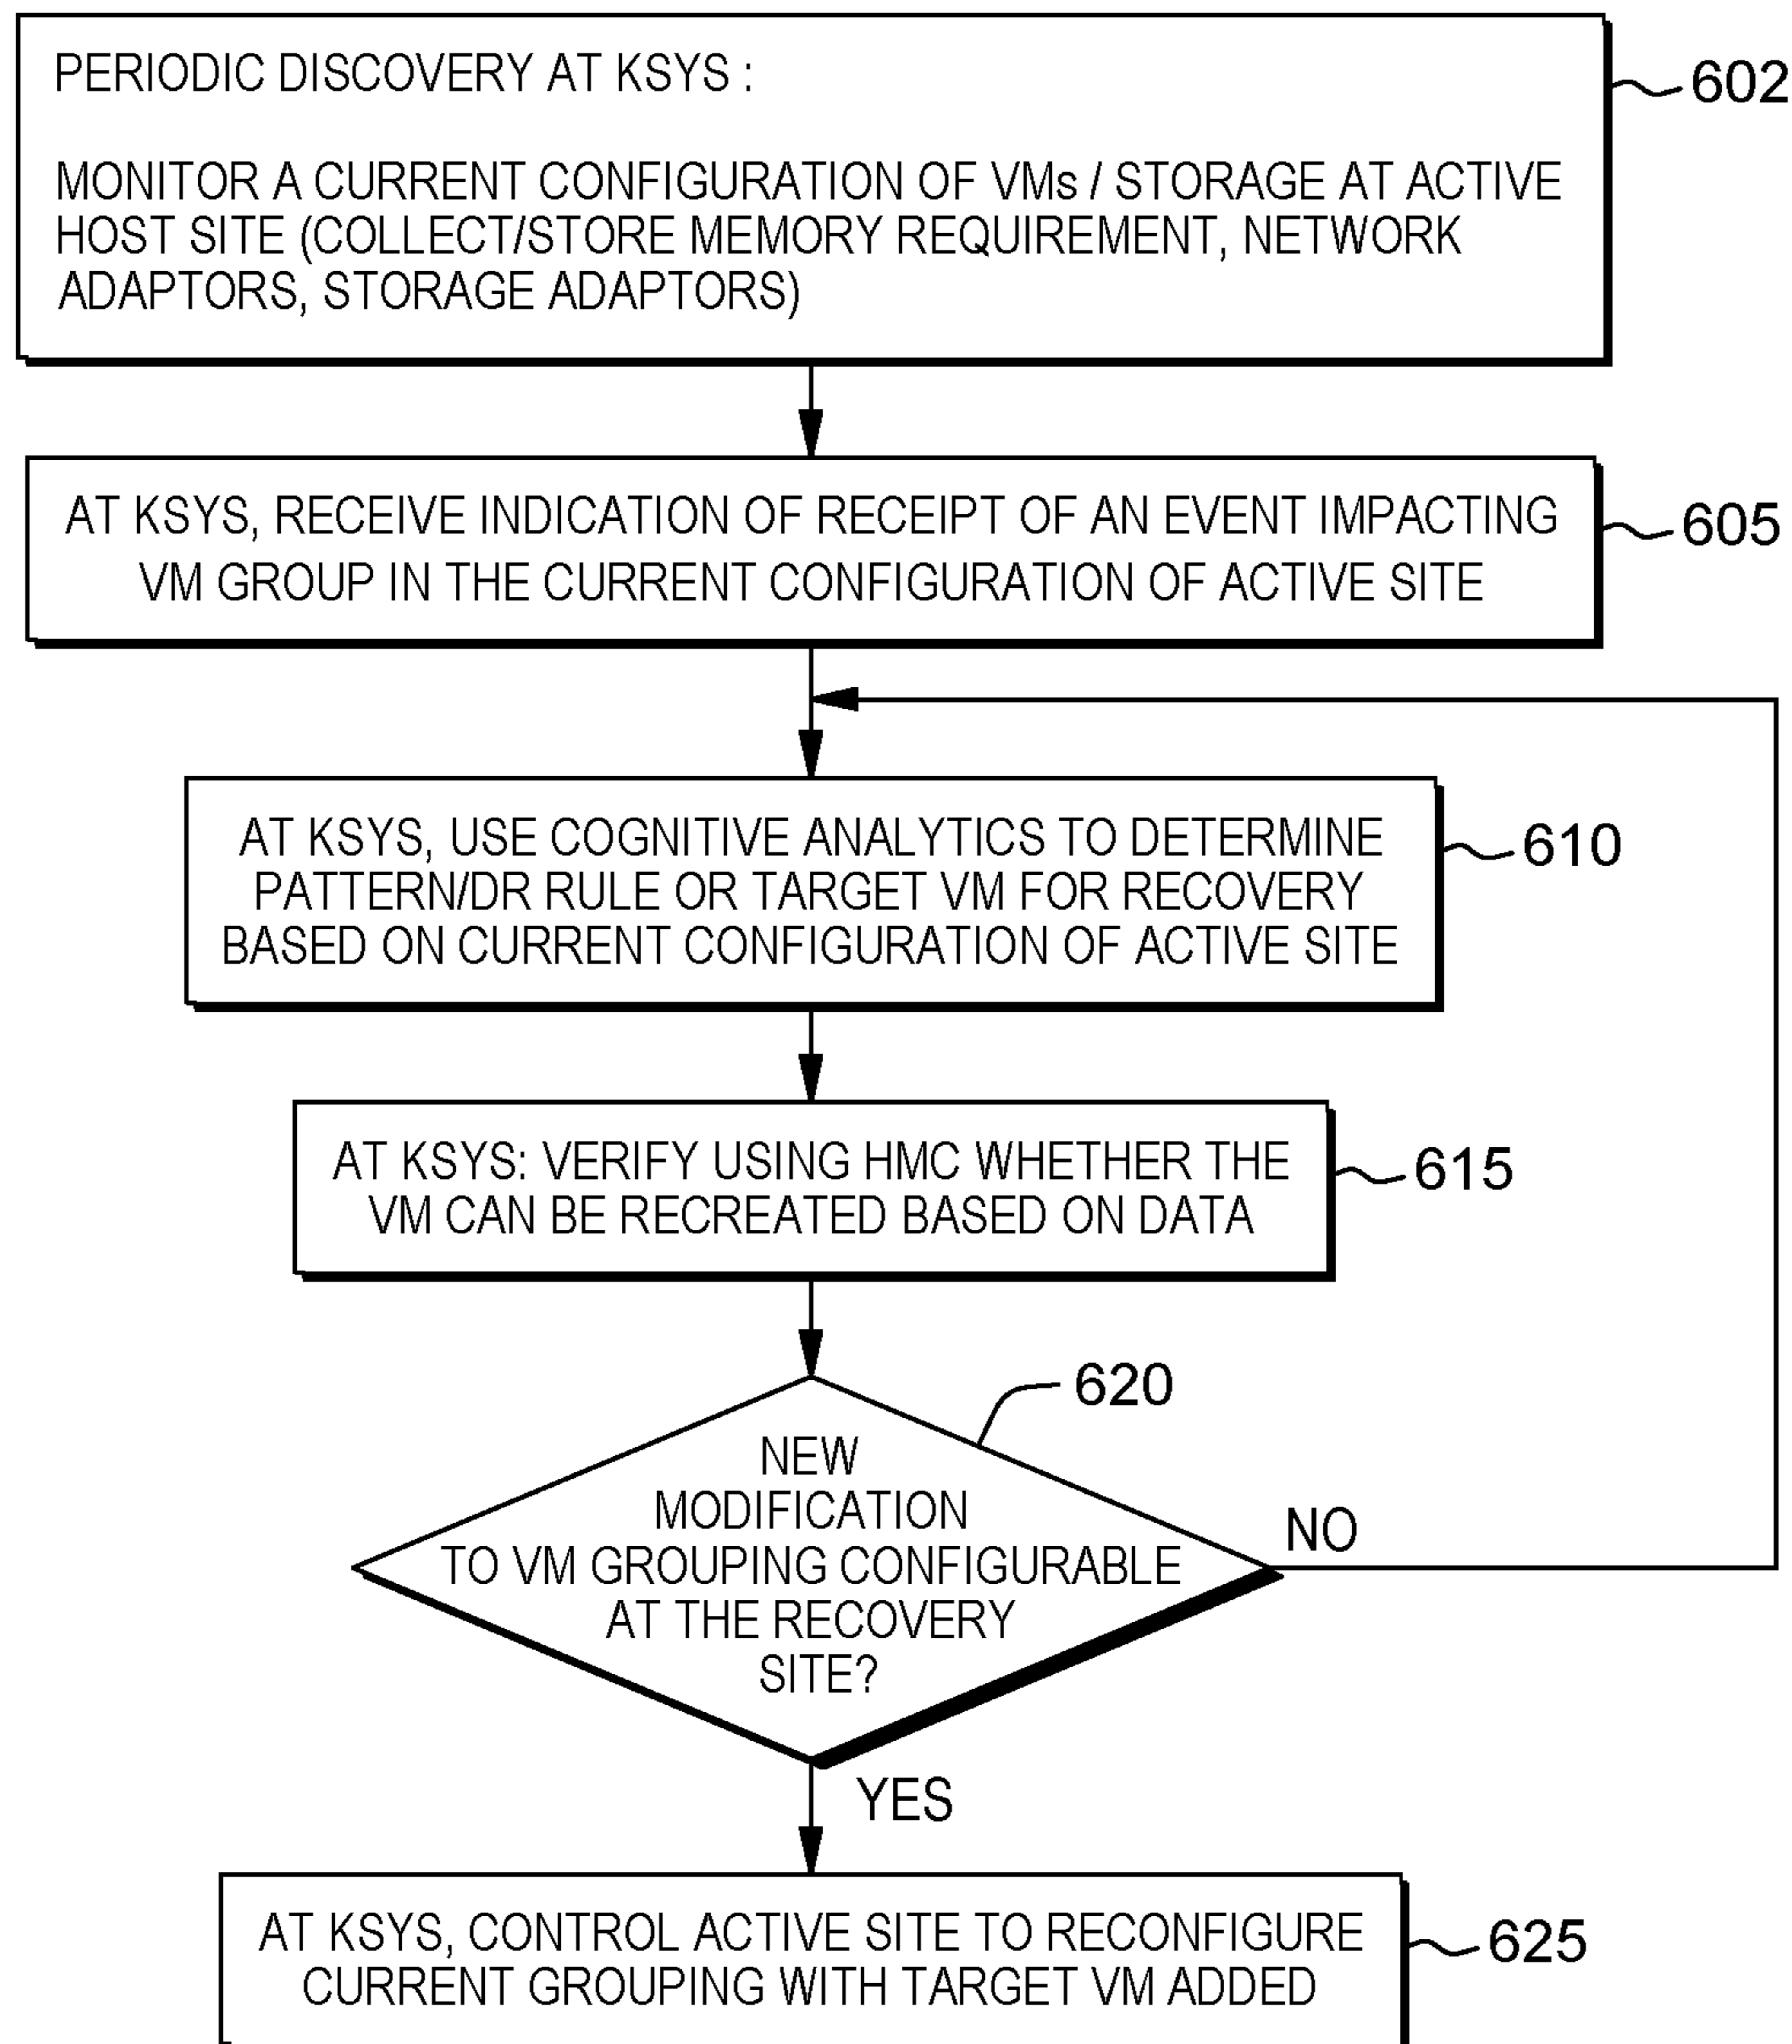 PERIODIC DISCOVERY AT KSYS :
MONITOR A CURRENT CONFIGURATION OF VMs / STORAGE AT ACTIVE
HOST SITE (COLLECT/STORE MEMORY REQUIREMENT, NETWORK
ADAPTORS, STORAGE ADAPTORS)
602
AT KSYS, RECEIVE INDICATION OF RECEIPT OF AN EVENT IMPACTING
VM GROUP IN THE CURRENT CONFIGURATION OF ACTIVE SITE
605
AT KSYS, USE COGNITIVE ANALYTICS TO DETERMINE
PATTERN/DR RULE OR TARGET VM FOR RECOVERY
BASED ON CURRENT CONFIGURATION OF ACTIVE SITE
610
AT KSYS: VERIFY USING HMC WHETHER THE
VM CAN BE RECREATED BASED ON DATA
615
620
NEW
MODIFICATION
TO VM GROUPING CONFIGURABLE
AT THE RECOVERY
SITE?
NO
YES
AT KSYS, CONTROL ACTIVE SITE TO RECONFIGURE
CURRENT GROUPING WITH TARGET VM ADDED
625